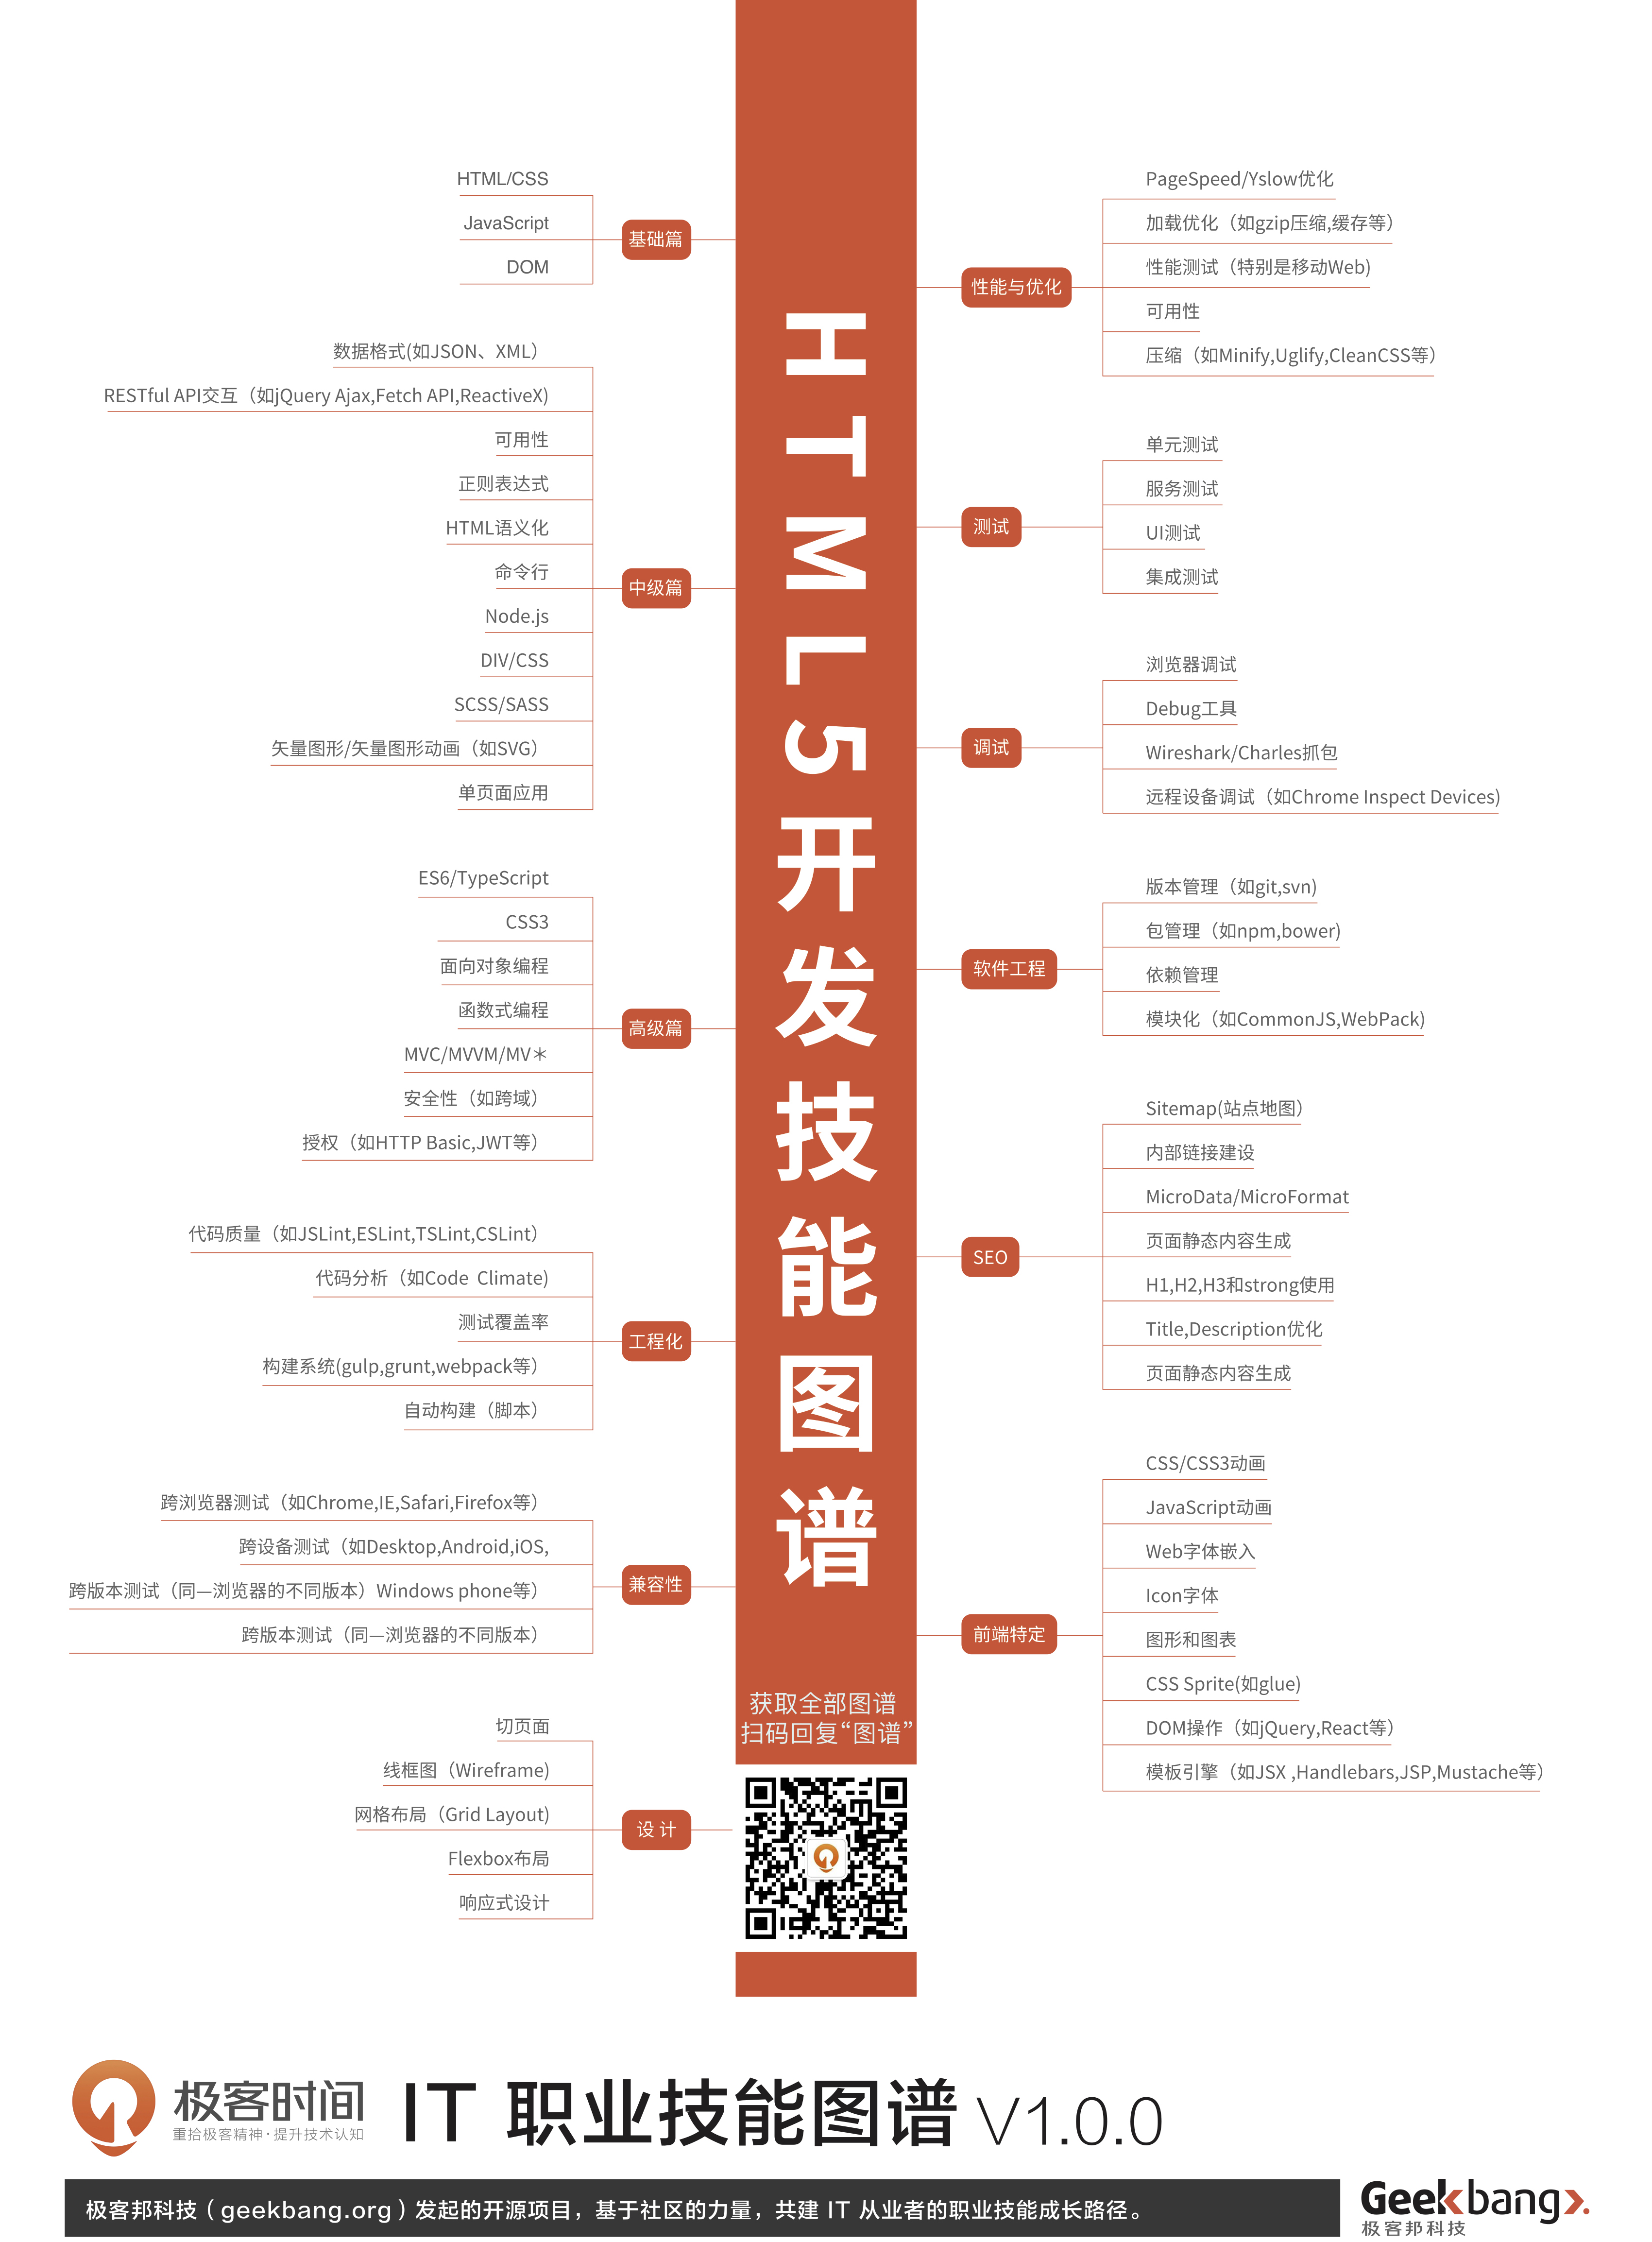 HTML/CSS
JavaScript
DOM
基础篇
数据格式(如JSON、XML）
RESTful API交互（如jQuery Ajax,Fetch API,ReactiveX)
可用性
正则表达式
HTML语义化
命令行
Node.js
DIV/CSS
SCSS/SASS
矢量图形/矢量图形动画（如SVG）
单页面应用
中级篇
ES6/TypeScript
CSS3
面向对象编程
函数式编程
MVC/MVVM/MV＊
安全性（如跨域）
授权（如HTTP Basic,JWT等）
高级篇
代码质量（如JSLint,ESLint,TSLint,CSLint）
代码分析（如Code Climate)
测试覆盖率
构建系统(gulp,grunt,webpack等）
自动构建（脚本）
工程化
跨浏览器测试（如Chrome,IE,Safari,Firefox等）
跨设备测试（如Desktop,Android,iOS,
跨版本测试（同—浏览器的不同版本）Windows phone等）
跨版本测试（同—浏览器的不同版本）
兼容性
切页面
线框图（Wireframe)
网格布局（Grid Layout)
Flexbox布局
响应式设计
设 计
HTML5开发技能图谱
获取全部图谱
扫码回复“图谱”
性能与优化
PageSpeed/Yslow优化
加载优化（如gzip压缩,缓存等）
性能测试（特别是移动Web)
可用性
压缩（如Minify,Uglify,CleanCSS等）
测试
单元测试
服务测试
UI测试
集成测试
调试
浏览器调试
Debug工具
Wireshark/Charles抓包
远程设备调试（如Chrome Inspect Devices)
软件工程
版本管理（如git,svn)
包管理（如npm,bower)
依赖管理
模块化（如CommonJS,WebPack)
SEO
Sitemap(站点地图）
内部链接建设
MicroData/MicroFormat
页面静态内容生成
H1,H2,H3和strong使用
Title,Description优化
页面静态内容生成
前端特定
CSS/CSS3动画
JavaScript动画
Web字体嵌入
Icon字体
图形和图表
CSS Sprite(如glue)
DOM操作（如jQuery,React等）
模板引擎（如JSX ,Handlebars,JSP,Mustache等）
极客时间
重拾极客精神·提升技术认知
IT 职业技能图谱 V1.0.0
极客邦科技（geekbang.org）发起的开源项目，基于社区的力量，共建 IT 从业者的职业技能成长路径。
Geekbang
极客邦科技